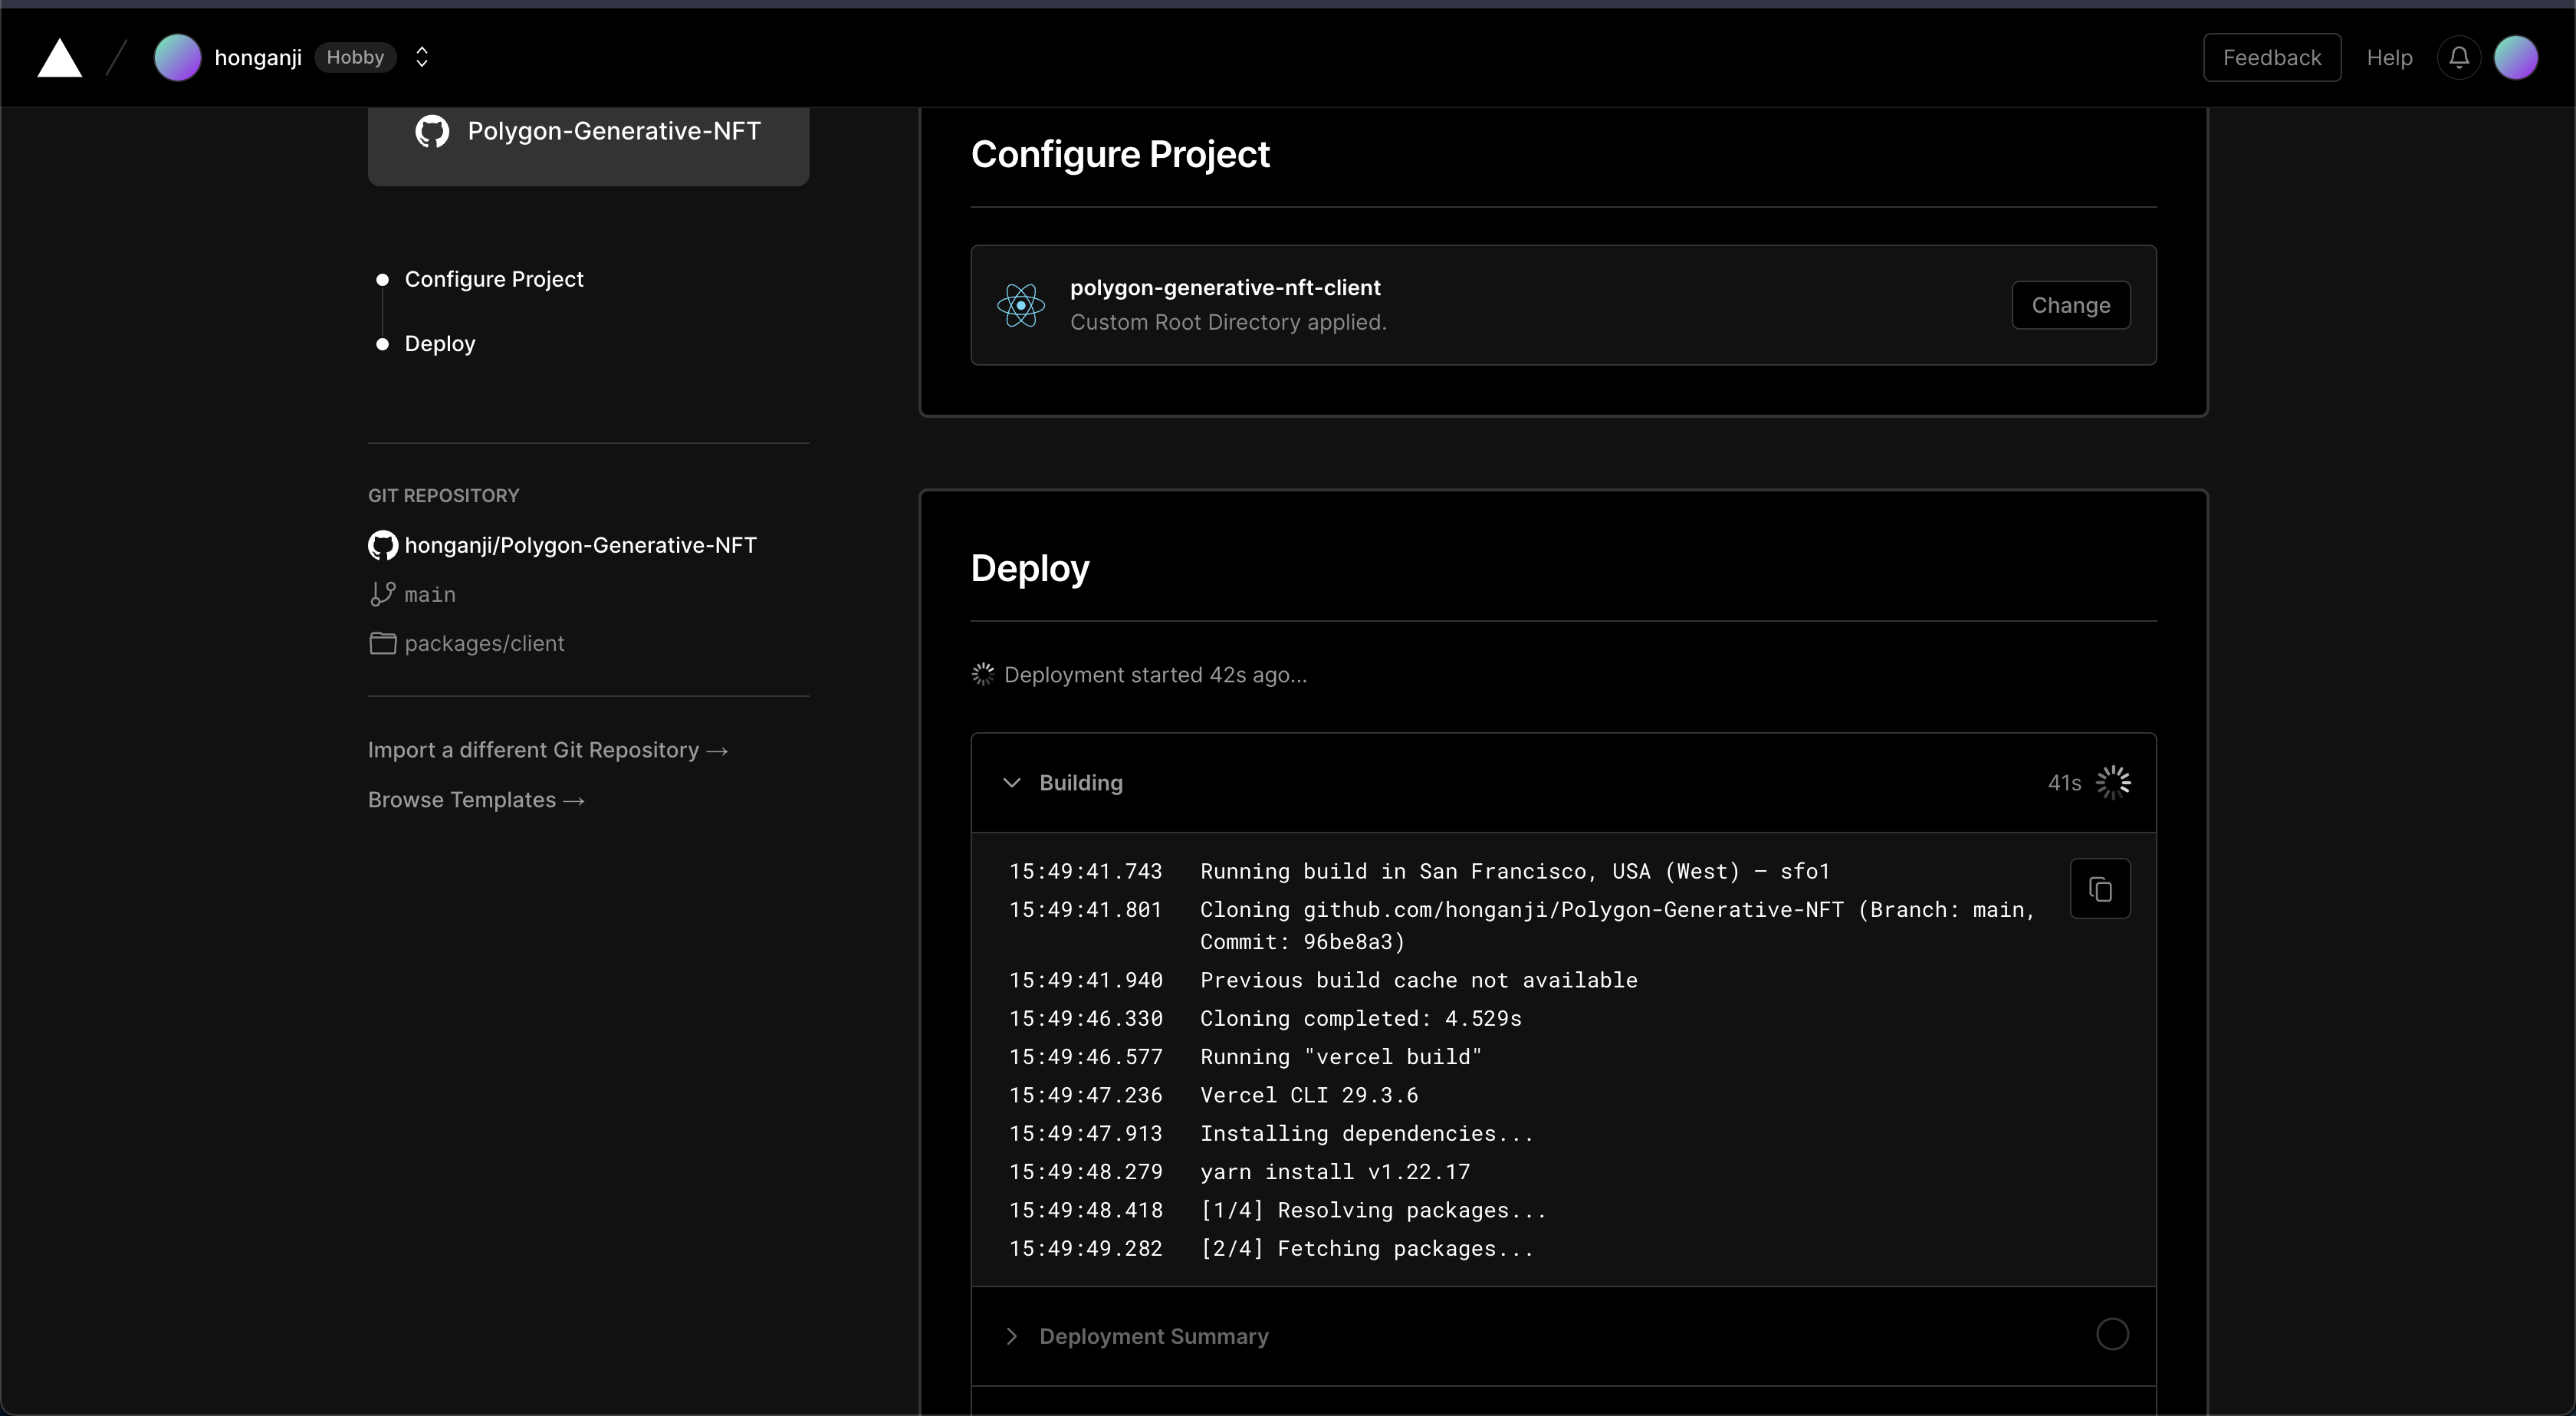 honganji Hobby
Feedback Help
Polygon-Generative-NFT
Configure Project
Deploy
GIT REPOSITORY
honganji/Polygon-Generative-NFT
main
packages/client
Import a different Git Repository →
Browse Templates →
Configure Project
polygon-generative-nft-client
Custom Root Directory applied.
Change
Deploy
Deployment started 42s ago...
Building 41s
15:49:41.743 Running build in San Francisco, USA (West) – sfo1
15:49:41.801 Cloning github.com/honganji/Polygon-Generative-NFT (Branch: main,
Commit: 96be8a3)
15:49:41.940 Previous build cache not available
15:49:46.330 Cloning completed: 4.529s
15:49:46.577 Running "vercel build"
15:49:47.236 Vercel CLI 29.3.6
15:49:47.913 Installing dependencies...
15:49:48.279 yarn install v1.22.17
15:49:48.418 [1/4] Resolving packages...
15:49:49.282 [2/4] Fetching packages...
Deployment Summary